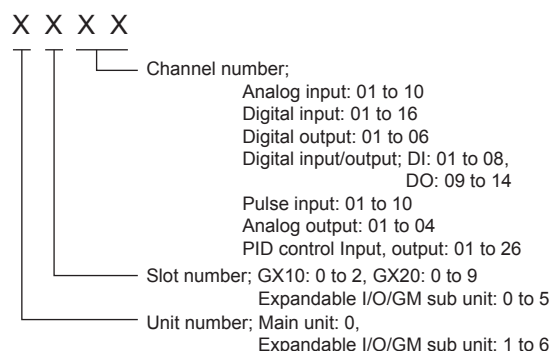 X X X X
Channel number;
Analog input: 01 to 10
Digital input: 01 to 16
Digital output: 01 to 06
Digital input/output; DI: 01 to 08,
DO: 09 to 14
Pulse input: 01 to 10
Analog output: 01 to 04
PID control Input, output: 01 to 26
Slot number; GX10: 0 to 2, GX20: 0 to 9
Expandable I/O/GM sub unit: 0 to 5
Unit number; Main unit: 0,
Expandable I/O/GM sub unit: 1 to 6